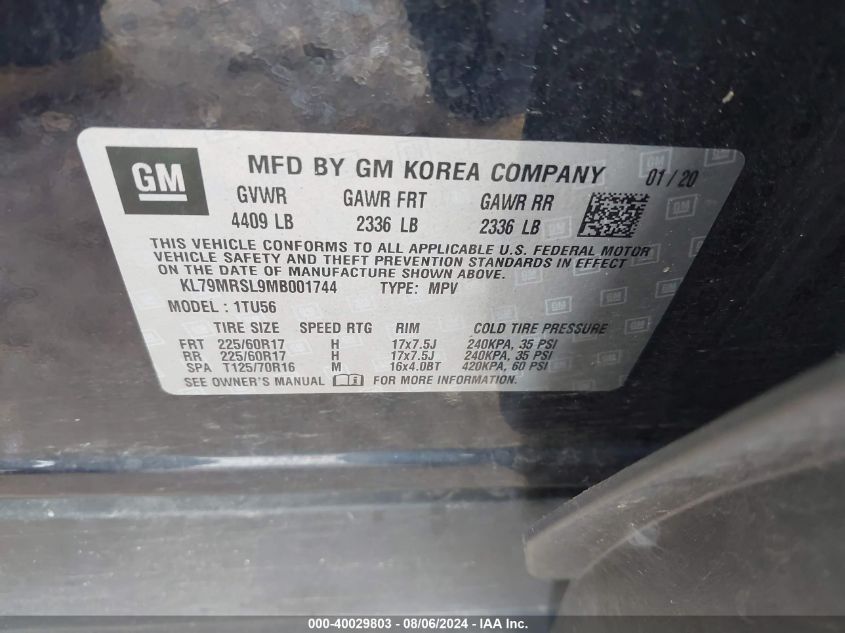 GM MFD BY GM KOREA COMPANY 01/20
GVWR GAWR FRT GAWR RR
4409 LB 2336 LB 2336 LB
THIS VEHICLE CONFORMS TO ALL APPLICABLE U.S. FEDERAL MOTOR
VEHICLE SAFETY AND THEFT PREVENTION STANDARDS IN EFFECT
ON THE DATE OF MANUFACTURE SHOWN ABOVE.
KL79MRSL9MB001744 TYPE: MPV
MODEL: 1TU56
TIRE SIZE SPEED RTG RIM COLD TIRE PRESSURE
FRT 225/60R17 H 17x7.5J 240KPA, 35 PSI
RR 225/60R17 H 17x7.5J 240KPA, 35 PSI
SPA T125/70R16 M 16x4.0BT 420KPA, 60 PSI
SEE OWNER'S MANUAL FOR MORE INFORMATION.
000-40029803 - 08/06/2024 - IAA Inc.